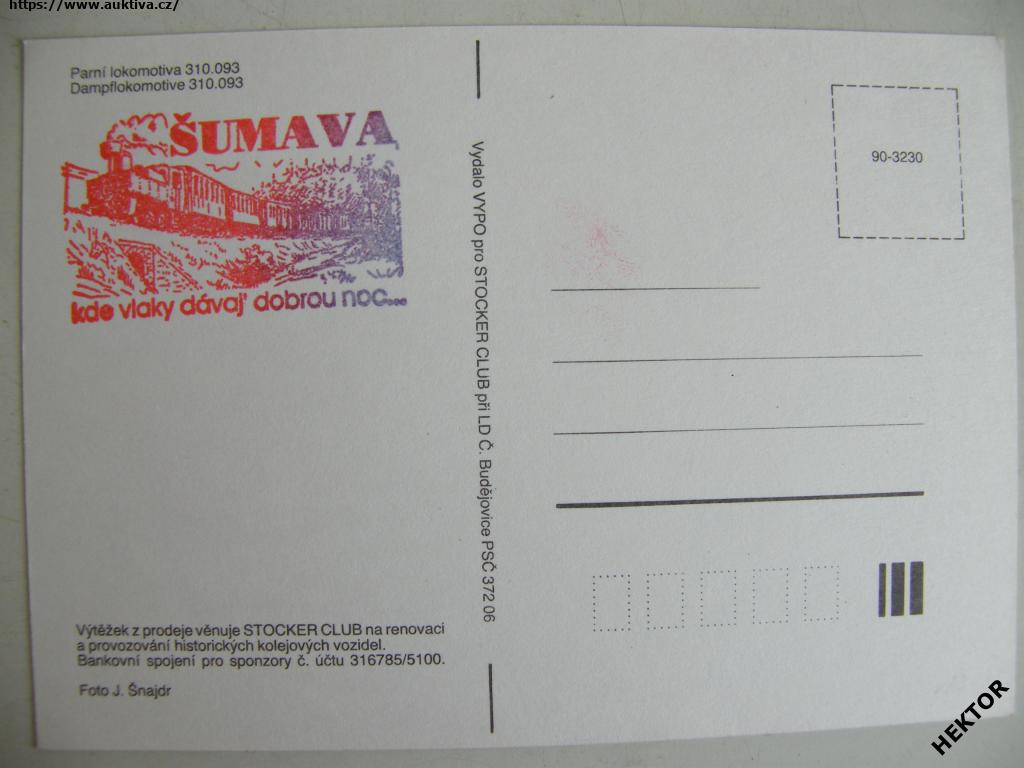 https://www.auktiva.cz/
Parní lokomotiva 310.093
Dampflokomotive 310.093
ŠUMAVA
kde vlaky dávaj' dobrou noc...
Výtěžek z prodeje věnuje STOCKER CLUB na renovaci
a provozování historických kolejových vozidel.
Bankovní spojení pro sponzory č. účtu 316785/5100.
Foto J. Šnajdr
Vydalo VYPO pro STOCKER CLUB při LD Č. Budějovice PSČ 372 06
90-3230
HEKTOR